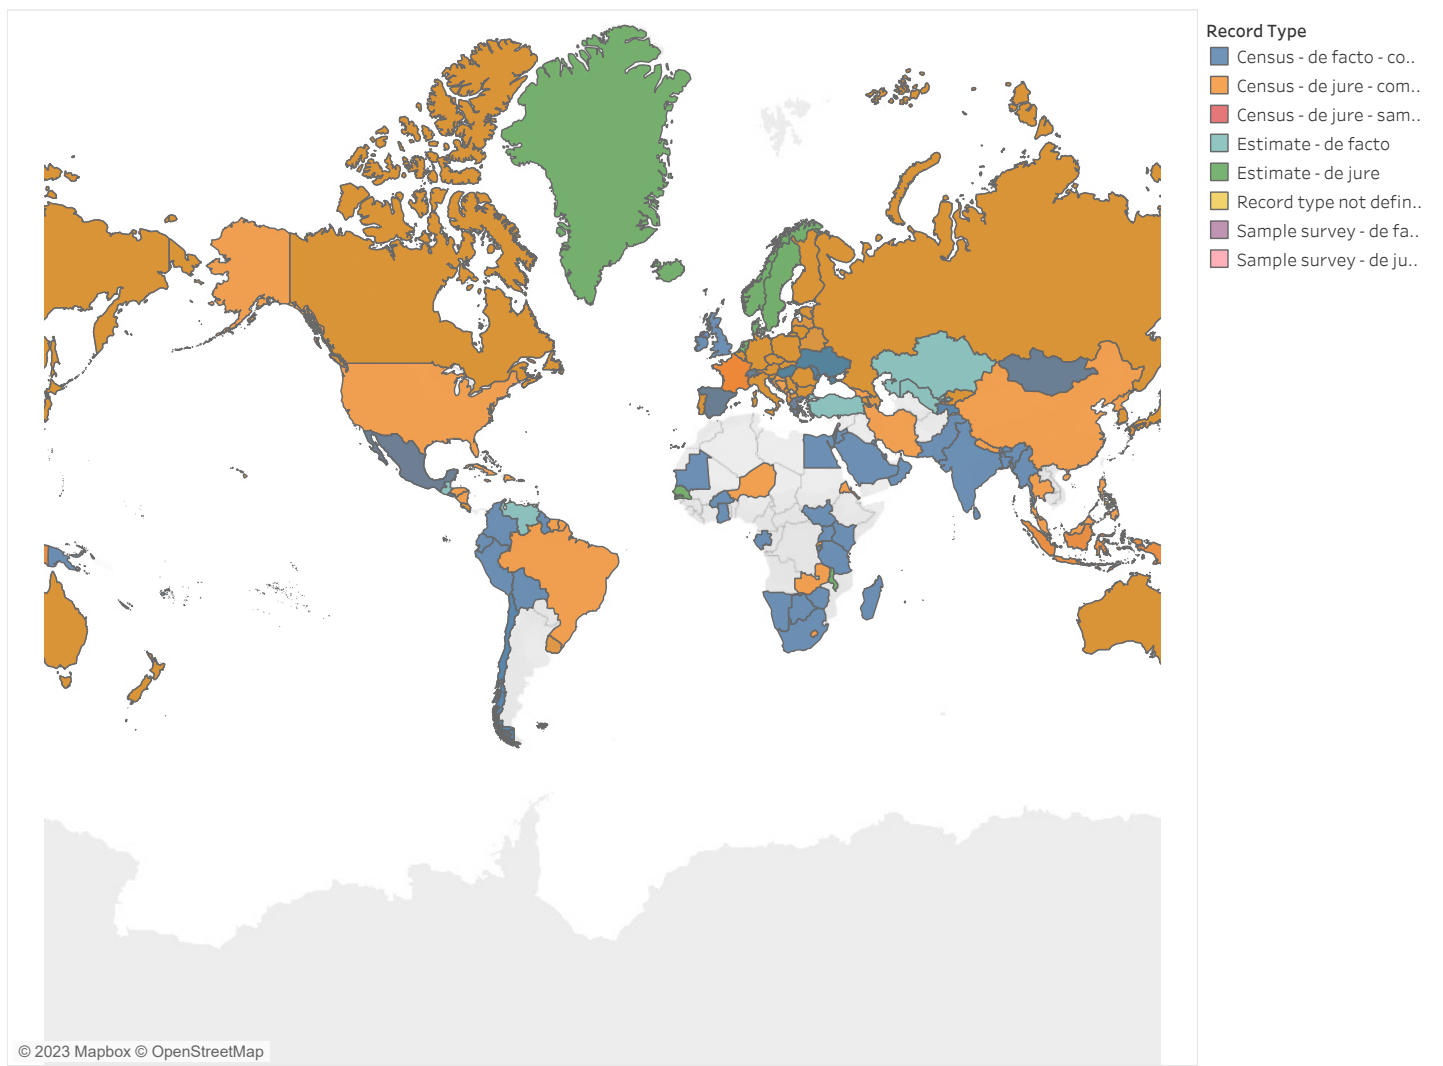 Record Type
Census - de facto - co..
Census - de jure - com..
Census - de jure - sam..
Estimate - de facto
Estimate - de jure
Record type not defin..
Sample survey - de fa..
Sample survey - de ju..
© 2023 Mapbox © OpenStreetMap